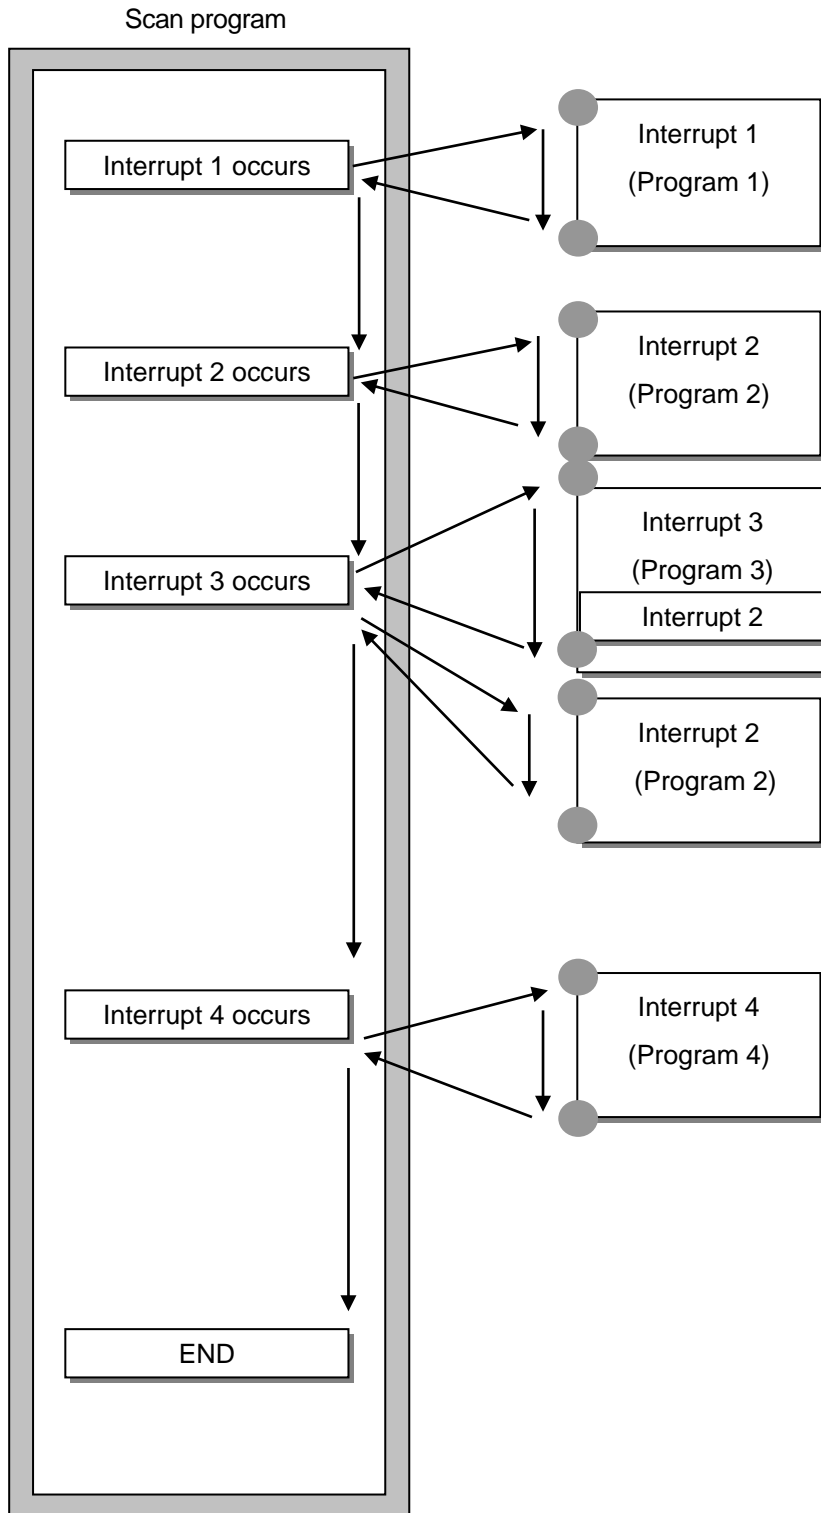 Scan program
Interrupt 1 occurs
Interrupt 1
(Program 1)
Interrupt 2 occurs
Interrupt 2
(Program 2)
Interrupt 3 occurs
Interrupt 3
(Program 3)
Interrupt 2
Interrupt 2
(Program 2)
Interrupt 4 occurs
Interrupt 4
(Program 4)
END